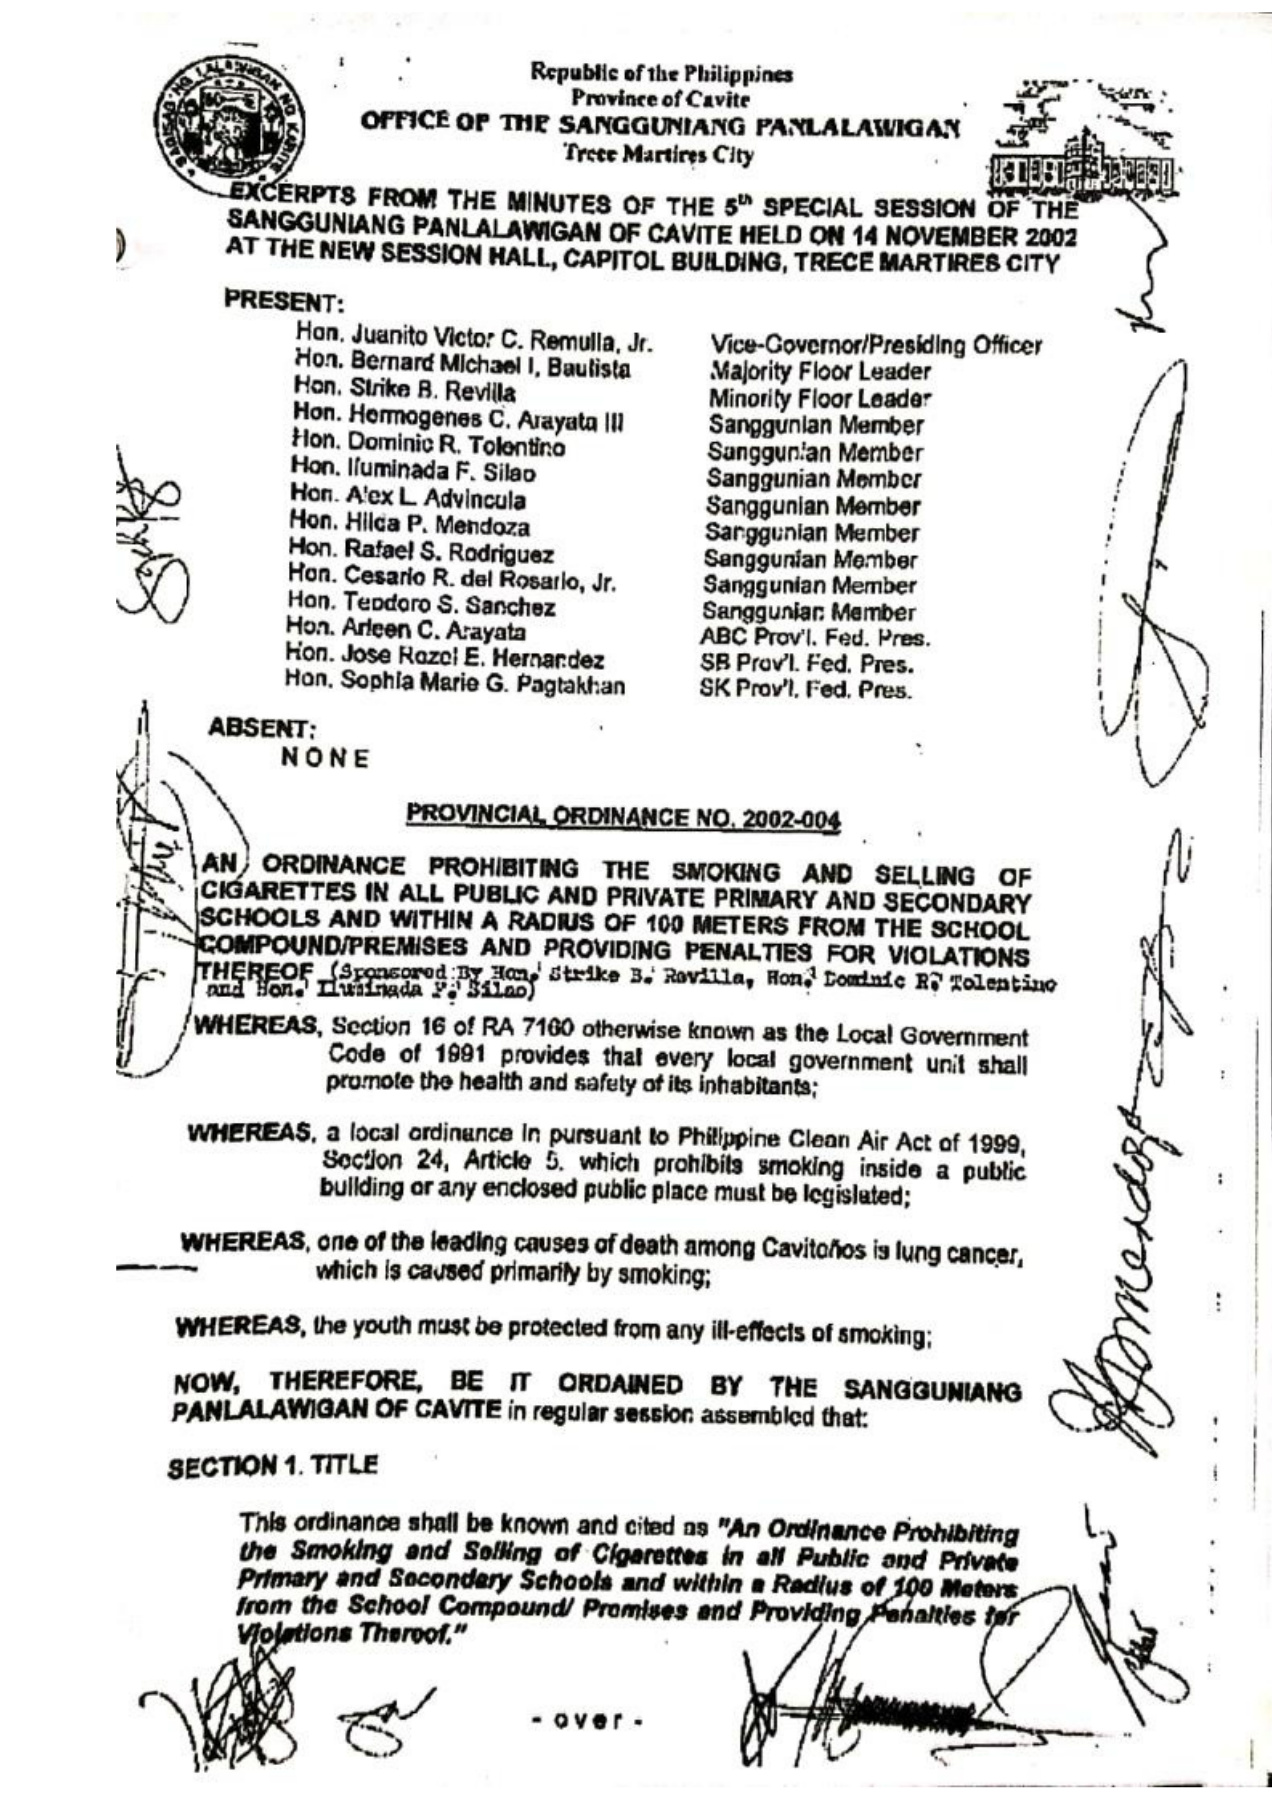 Republic of the Philippines
Province of Cavite
OFFICE OF THE SANGGUNIANG PANLALAWIGAN
Trece Martires City
EXCERPTS FROM THE MINUTES OF THE 5th SPECIAL SESSION OF THE
SANGGUNIANG PANLALAWIGAN OF CAVITE HELD ON 14 NOVEMBER 2002
AT THE NEW SESSION HALL, CAPITOL BUILDING, TRECE MARTIRES CITY
PRESENT:
Hon. Juanito Victor C. Remulla, Jr. Vice-Governor/Presiding Officer
Hon. Bernard Michael I. Bautista Majority Floor Leader
Hon. Strike B. Revilla Minority Floor Leader
Hon. Hermogenes C. Arayata III Sanggunian Member
Hon. Dominic R. Tolentino Sanggunian Member
Hon. Iluminada F. Silao Sanggunian Member
Hon. Alex L. Advincula Sanggunian Member
Hon. Hilda P. Mendoza Sanggunian Member
Hon. Rafael S. Rodriguez Sanggunian Member
Hon. Cesario R. del Rosario, Jr. Sanggunian Member
Hon. Teodoro S. Sanchez Sanggunian Member
Hon. Arleen C. Arayata ABC Prov'l. Fed. Pres.
Hon. Jose Rozel E. Hernandez SB Prov'l. Fed. Pres.
Hon. Sophia Marie G. Pagtakhan SK Prov'l. Fed. Pres.
ABSENT:
NONE
PROVINCIAL ORDINANCE NO. 2002-004
AN ORDINANCE PROHIBITING THE SMOKING AND SELLING OF
CIGARETTES IN ALL PUBLIC AND PRIVATE PRIMARY AND SECONDARY
SCHOOLS AND WITHIN A RADIUS OF 100 METERS FROM THE SCHOOL
COMPOUND/PREMISES AND PROVIDING PENALTIES FOR VIOLATIONS
THEREOF (Sponsored By Hon. Strike B. Revilla, Hon. Dominic R. Tolentino
and Hon. Iluminada F. Silao)
WHEREAS, Section 16 of RA 7160 otherwise known as the Local Government
Code of 1991 provides that every local government unit shall
promote the health and safety of its inhabitants;
WHEREAS, a local ordinance in pursuant to Philippine Clean Air Act of 1999,
Section 24, Article 5. which prohibits smoking inside a public
building or any enclosed public place must be legislated;
WHEREAS, one of the leading causes of death among Caviteños is lung cancer,
which is caused primarily by smoking;
WHEREAS, the youth must be protected from any ill-effects of smoking;
NOW, THEREFORE, BE IT ORDAINED BY THE SANGGUNIANG
PANLALAWIGAN OF CAVITE in regular session assembled that:
SECTION 1. TITLE
This ordinance shall be known and cited as "An Ordinance Prohibiting
the Smoking and Selling of Cigarettes in all Public and Private
Primary and Secondary Schools and within a Radius of 100 Meters
from the School Compound/ Premises and Providing Penalties for
Violations Thereof."
- over -